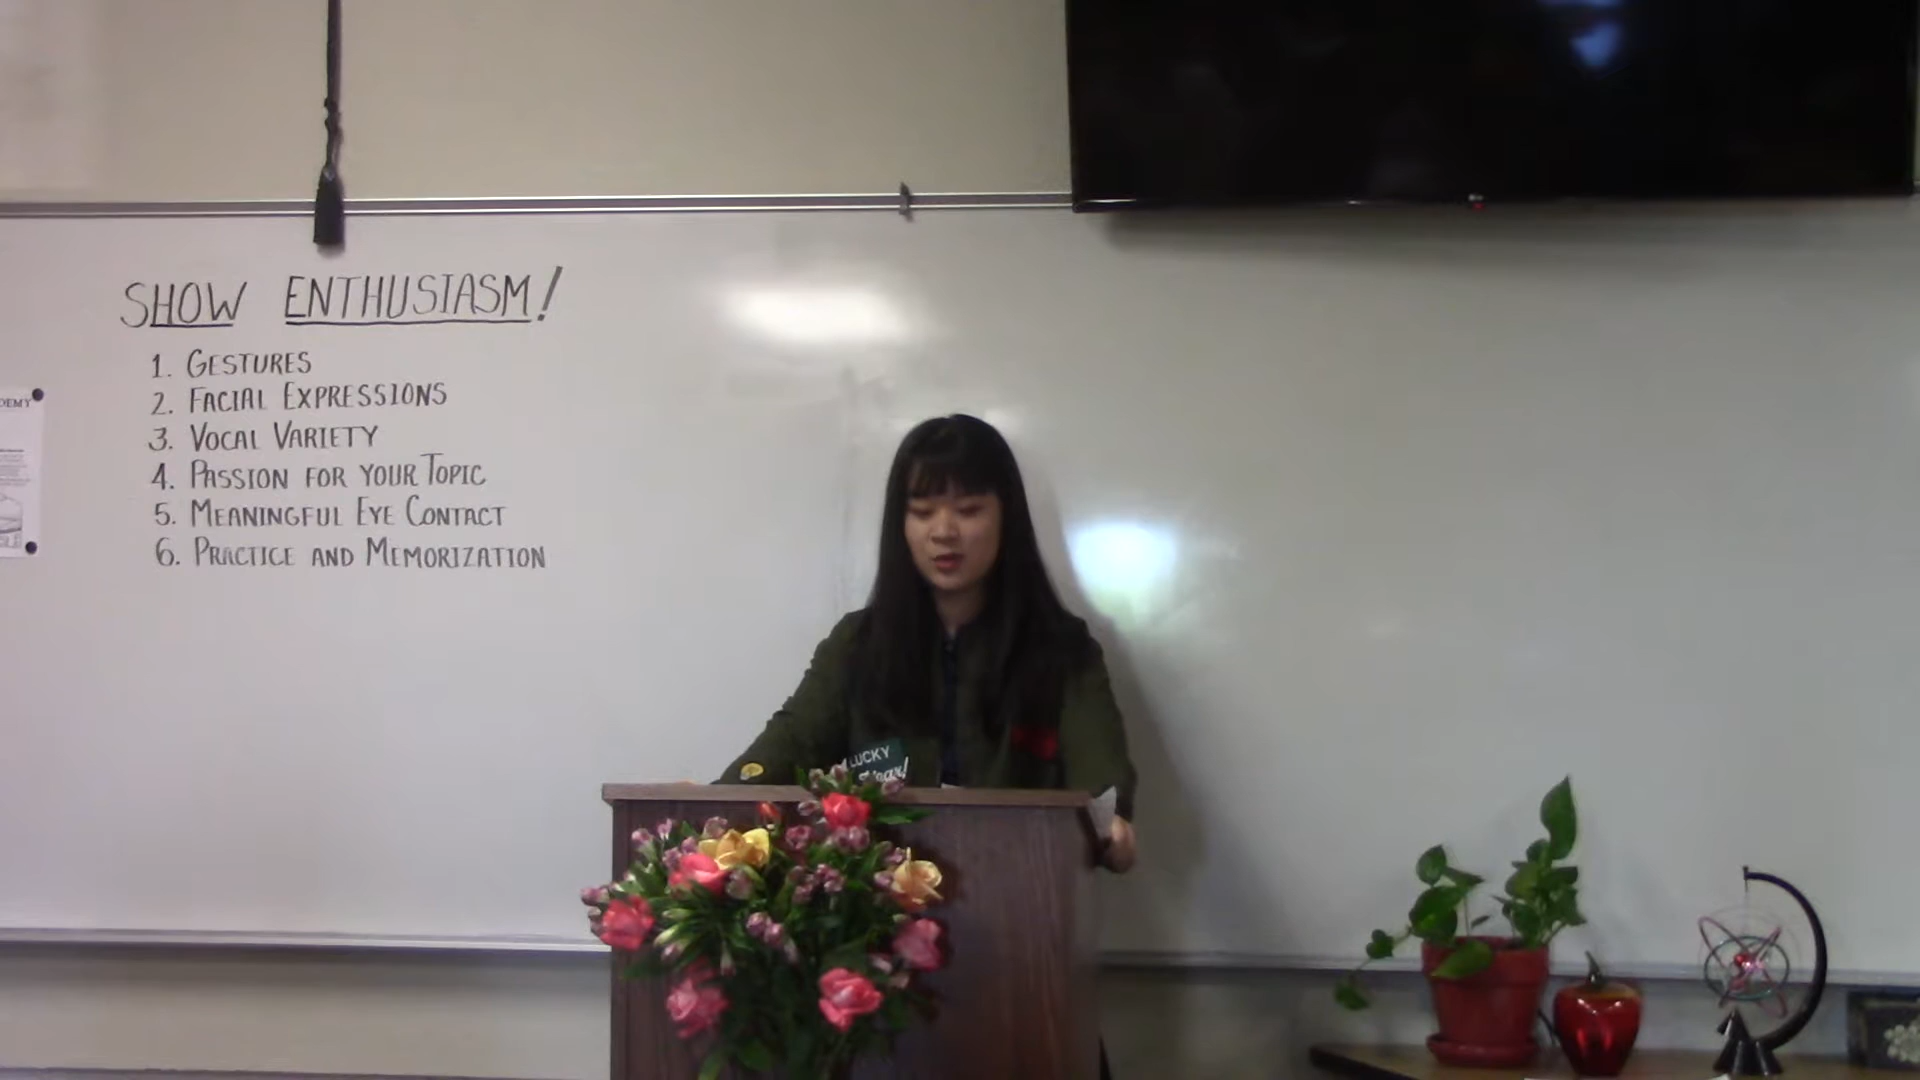 SHOW ENTHUSIASM!
1. GESTURES
2. FACIAL EXPRESSIONS
3. VOCAL VARIETY
4. PASSION FOR YOUR TOPIC
5. MEANINGFUL EYE CONTACT
6. PRACTICE AND MEMORIZATION
DEMY
LUCKY